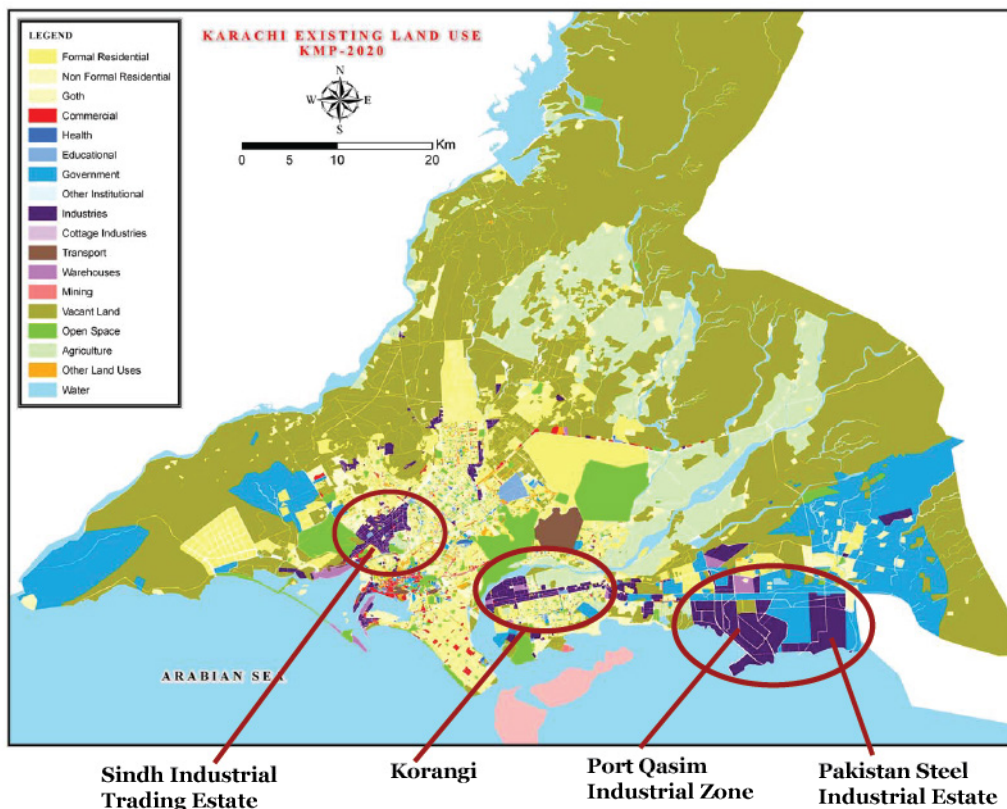 KARACHI EXISTING LAND USE
KMP-2020
LEGEND
Formal Residential
Non Formal Residential
Goth
Commercial
Health
Educational
Government
Other Institutional
Industries
Cottage Industries
Transport
Warehouses
Mining
Vacant Land
Open Space
Agriculture
Other Land Uses
Water
N
W E
S
Km
0 5 10 20
ARABIAN SEA
Sindh Industrial
Trading Estate
Korangi
Port Qasim
Industrial Zone
Pakistan Steel
Industrial Estate